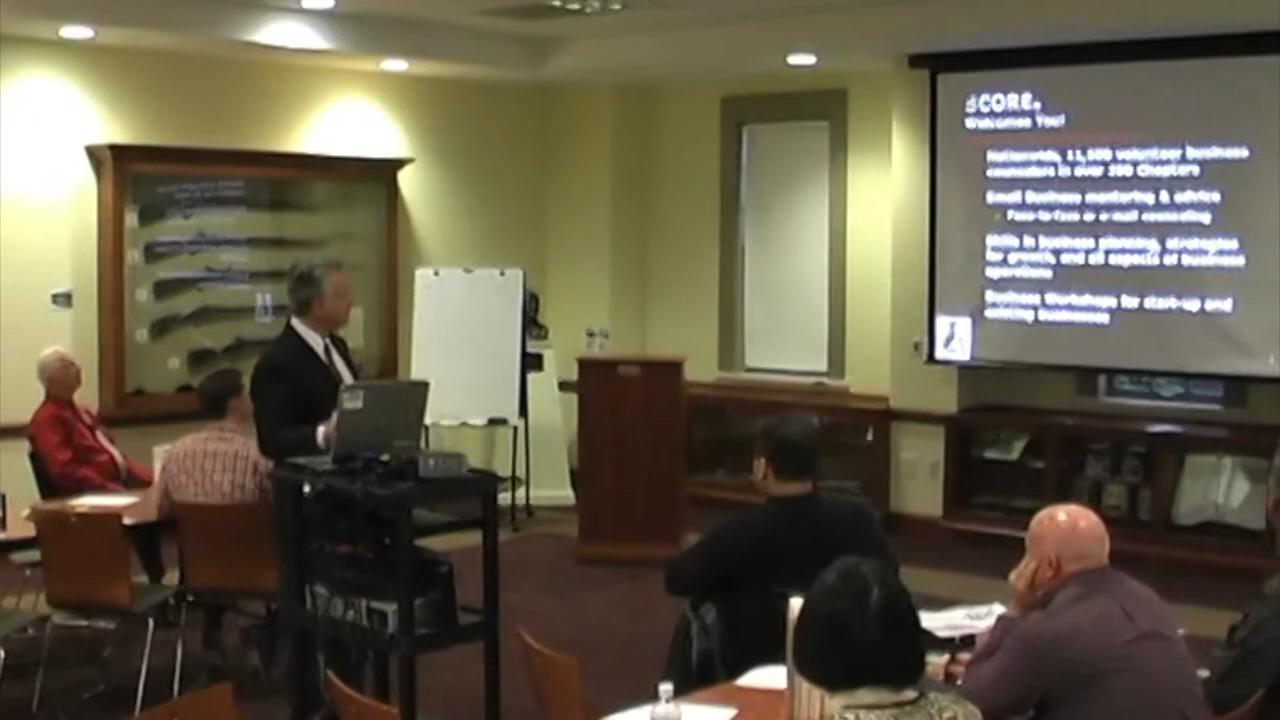 SCORE
Welcomes You!
Nationwide, 11,500 volunteer business
counselors in over 350 Chapters
Email Business mentoring & advice
Face-to-face or e-mail counseling
Skills in business planning, strategies
for growth, and all aspects of business
operations
Business Workshops for start-up and
existing businesses